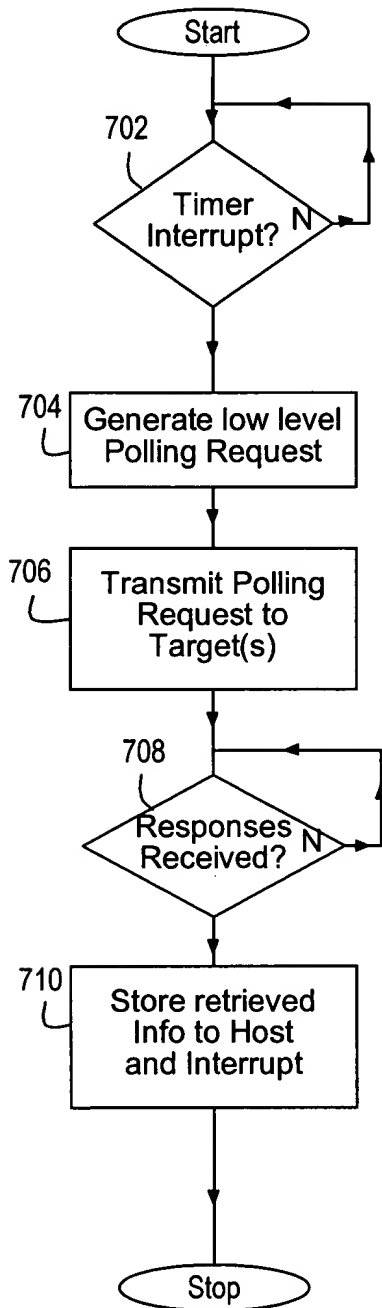 Start
702
Timer
Interrupt?
N
704
Generate low level
Polling Request
706
Transmit Polling
Request to
Target(s)
708
Responses
Received?
N
710
Store retrieved
Info to Host
and Interrupt
Stop